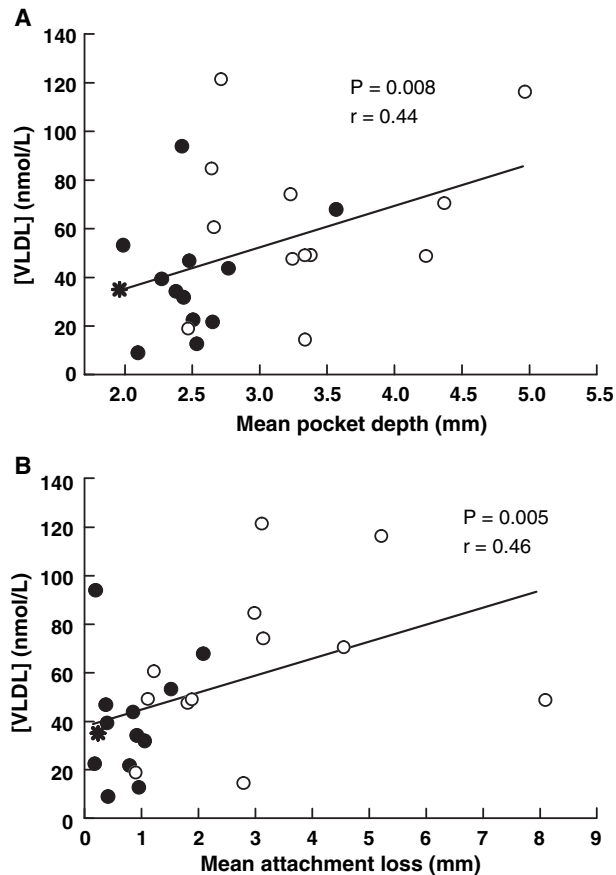 A
[VLDL] (nmol/L)
140
120
100
80
60
40
20
0
P = 0.008
r = 0.44
2.0 2.5 3.0 3.5 4.0 4.5 5.0 5.5
Mean pocket depth (mm)
B
[VLDL] (nmol/L)
140
120
100
80
60
40
20
0
P = 0.005
r = 0.46
0 1 2 3 4 5 6 7 8 9
Mean attachment loss (mm)